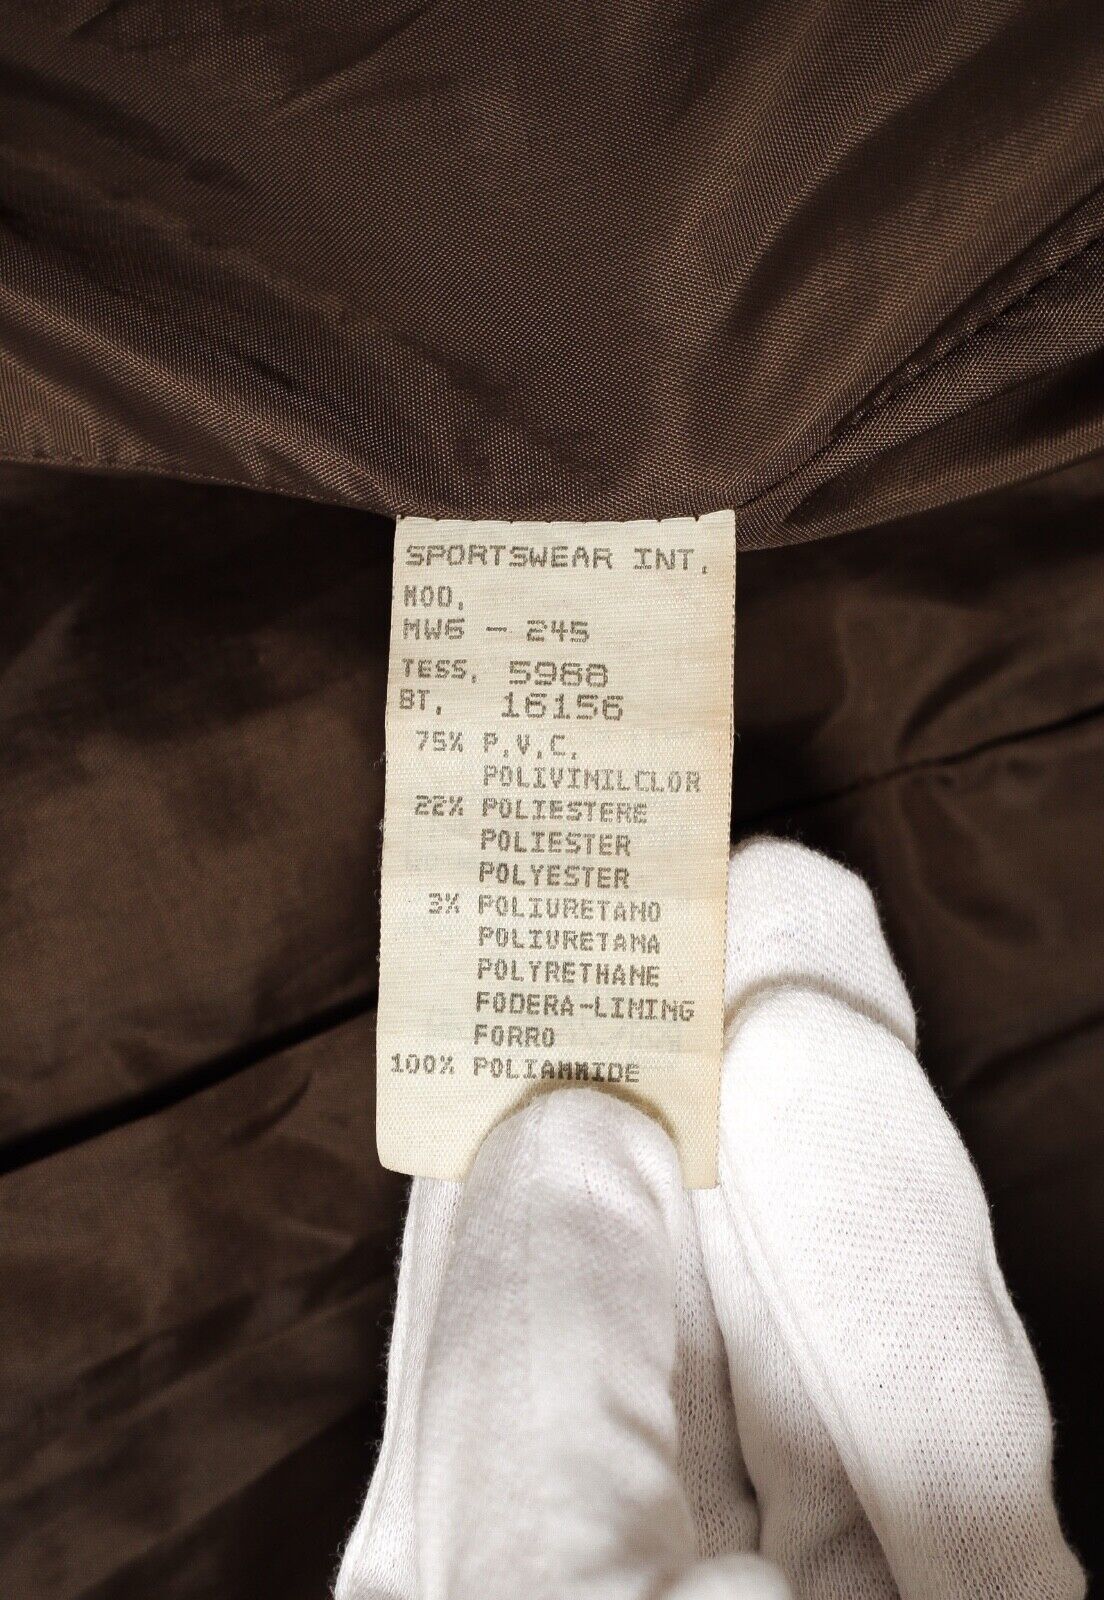 SPORTSWEAR INT.
MOD.
MW6 - 245
TESS. 5988
BT. 16156
75% P.V.C.
POLIVINILCLOR
22% POLIESTERE
POLIESTER
POLYESTER
3% POLIURETANO
POLIURETANA
POLYRETHANE
FODERA-LINING
FORRO
100% POLIAMMIDE